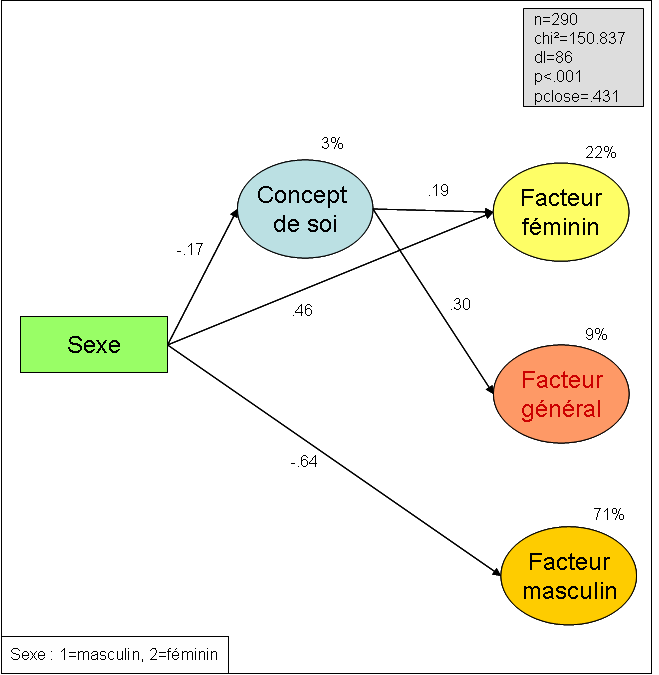 n=290
chi²=150.837
dl=86
p<.001
pclose=.431
3%
22%
Concept
de soi
.19
Facteur
féminin
-.17
.46
.30
Sexe
9%
Facteur
général
-.64
71%
Facteur
masculin
Sexe : 1=masculin, 2=féminin